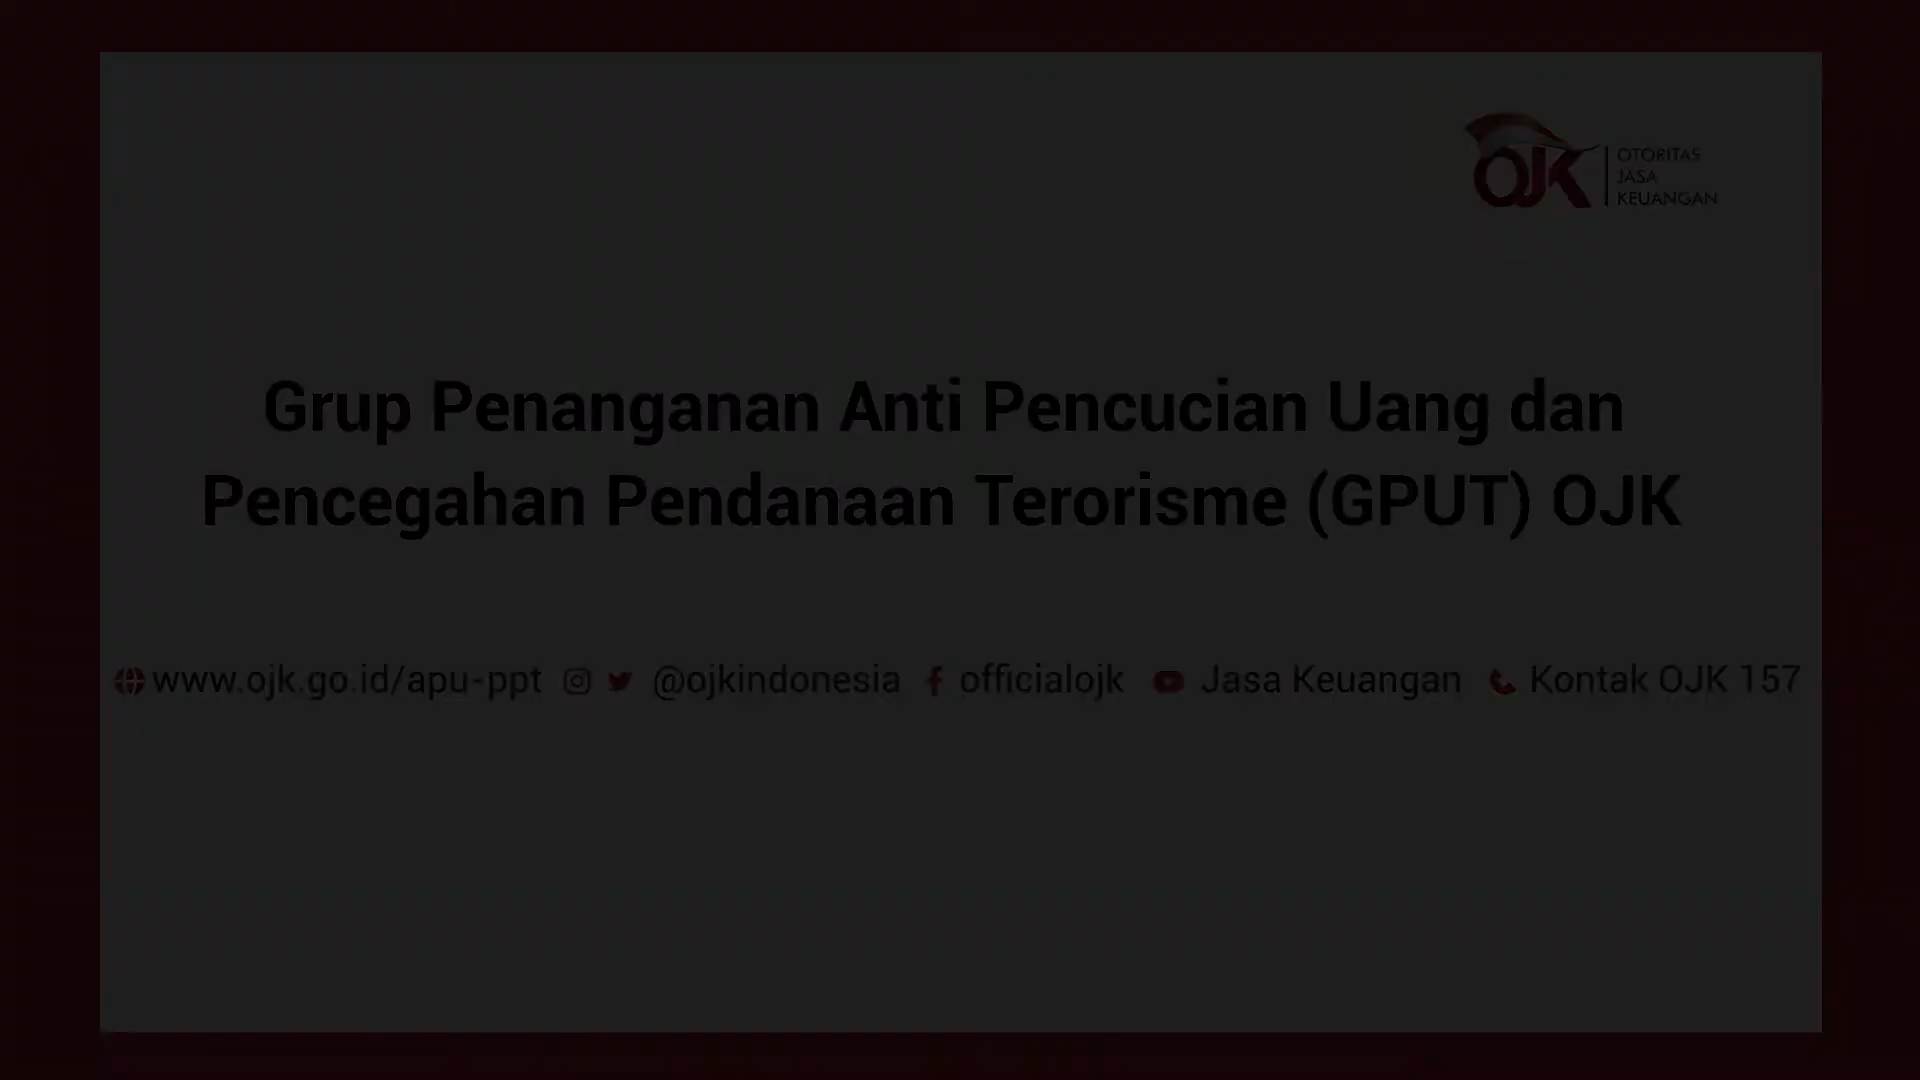 OJK
OTORITAS
JASA
KEUANGAN
Grup Penanganan Anti Pencucian Uang dan
Pencegahan Pendanaan Terorisme (GPUT) OJK
www.ojk.go.id/apu-ppt @ojkindonesia officialojk Jasa Keuangan Kontak OJK 157